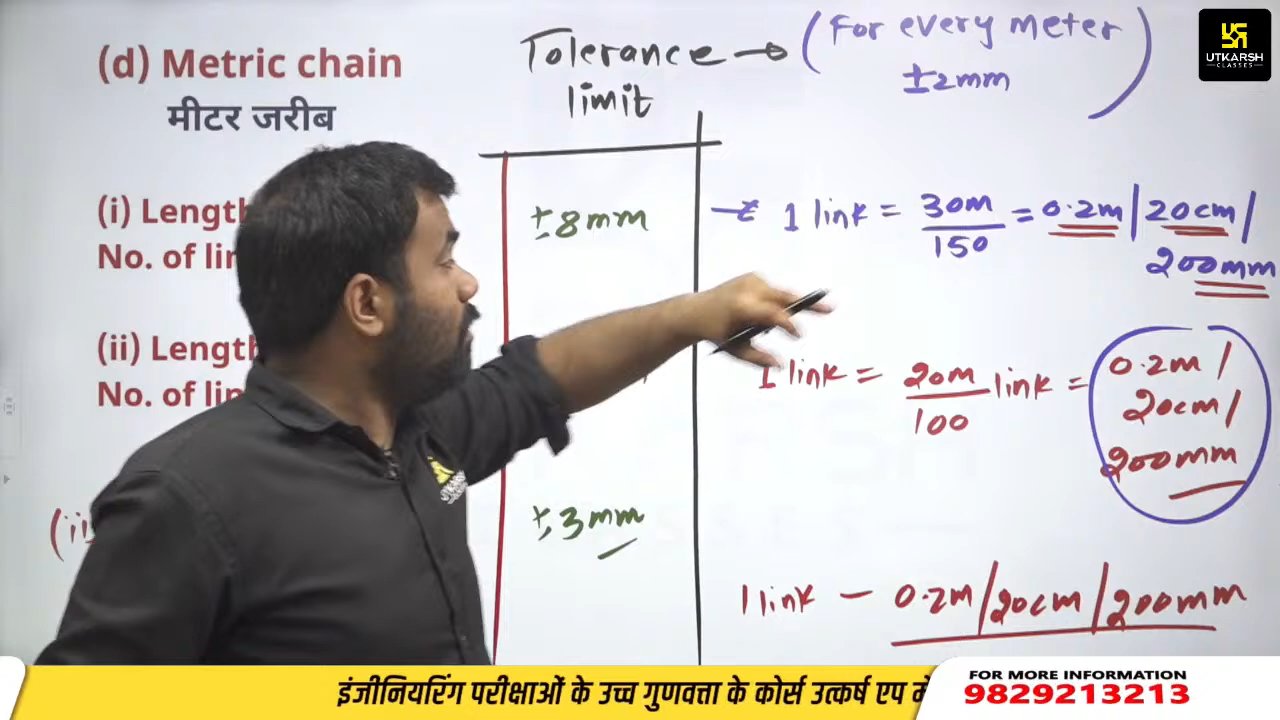 (d) Metric chain
मीटर जरीब
Tolerance limit → (For every meter ±2mm)
UTKARSH
CLASSES
(i) Length
No. of lin
±8mm
1 link = 30m/150 = 0.2m | 20cm | 200mm
(ii) Length
No. of lin
1 link = 20m/100 link = 0.2m / 20cm / 200mm
(ii
±3mm
1 link - 0.2m / 20cm / 200mm
इंजीनियरिंग परीक्षाओं के उच्च गुणवत्ता के कोर्स उत्कर्ष एप में
FOR MORE INFORMATION
9829213213